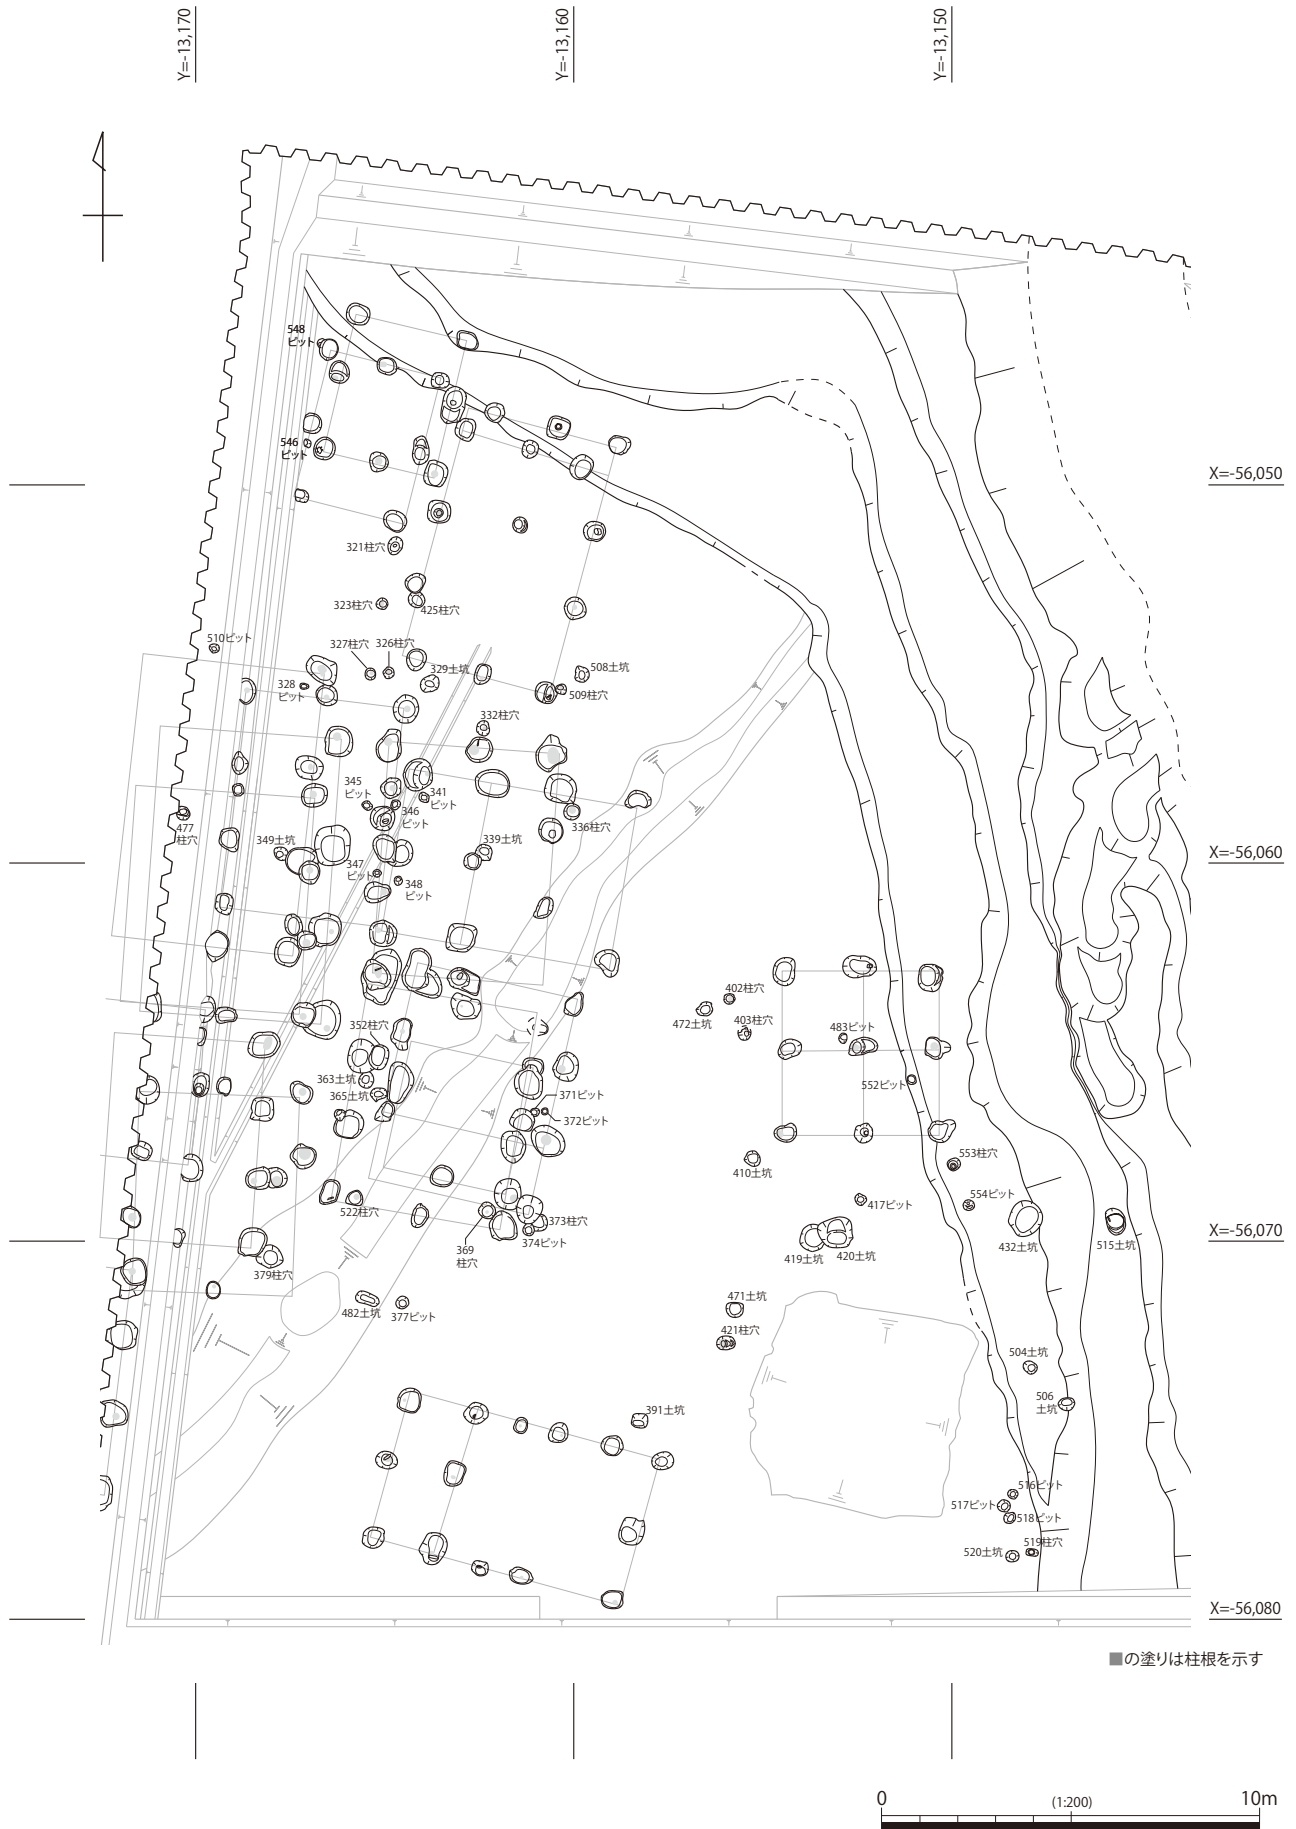 Y=-13,170
Y=-13,160
Y=-13,150
548
ピット
546
ピット
X=-56,050
321柱穴
323柱穴
425柱穴
510ピット
327柱穴
326柱穴
329土坑
508土坑
328
ピット
509柱穴
332柱穴
345
ピット
341
ピット
346
ピット
336柱穴
477
柱穴
349土坑
339土坑
347
ピット
348
ピット
X=-56,060
402柱穴
472土坑
403柱穴
483ピット
352柱穴
363土坑
365土坑
552ピット
371ピット
372ピット
410土坑
553柱穴
554ピット
417ピット
522柱穴
373柱穴
374ピット
369
柱穴
419土坑
420土坑
432土坑
515土坑
X=-56,070
379柱穴
482土坑
377ピット
471土坑
421柱穴
504土坑
506
土坑
391土坑
516ピット
517ピット
518ピット
519柱穴
520土坑
X=-56,080
■の塗りは柱根を示す
0
(1:200)
10m